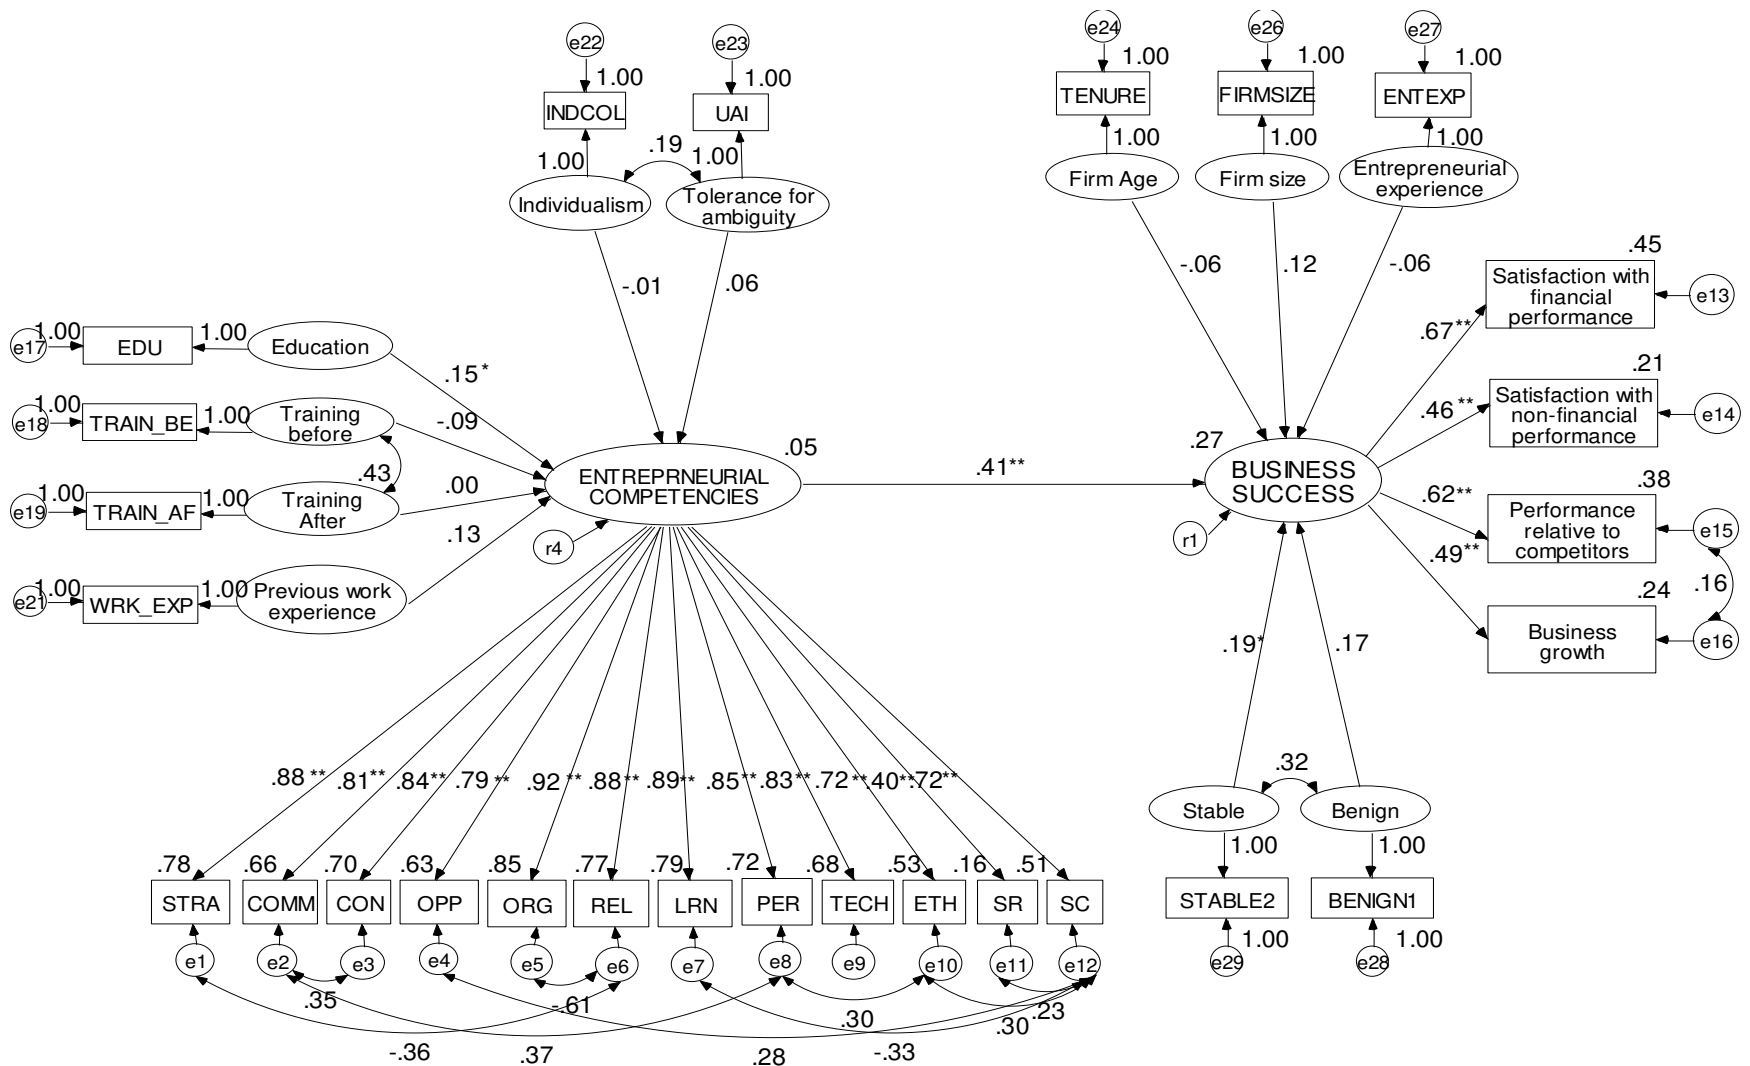 e22
e23
e24
e26
e27
1.00
1.00
1.00
1.00
1.00
INDCOL
UAI
TENURE
FIRMSIZE
ENTEXP
1.00
.19
1.00
1.00
1.00
1.00
Individualism
Tolerance for
ambiguity
Firm Age
Firm size
Entrepreneurial
experience
-.01
.06
-.06
.12
-.06
.45
Satisfaction with
financial
performance
e13
.67**
e17
1.00
EDU
1.00
Education
.15*
e18
1.00
TRAIN_BE
1.00
Training
before
-.09
.43
e19
1.00
TRAIN_AF
1.00
Training
After
.00
e21
1.00
WRK_EXP
1.00
Previous work
experience
.13
ENTREPRNEURIAL
COMPETENCIES
.05
r4
.41**
.27
BUSINESS
SUCCESS
r1
.21
Satisfaction with
non-financial
performance
e14
.46**
.38
Performance
relative to
competitors
e15
.62**
.16
.24
Business
growth
e16
.49**
.19*
.17
.32
Stable
Benign
1.00
1.00
STABLE2
BENIGN1
1.00
1.00
e29
e28
.88** .81** .84** .79** .92** .88** .89** .85** .83** .72** .40** .72**
.78 .66 .70 .63 .85 .77 .79 .72 .68 .53 .16 .51
STRA COMM CON OPP ORG REL LRN PER TECH ETH SR SC
e1 e2 e3 e4 e5 e6 e7 e8 e9 e10 e11 e12
.35
-.61
.30
.30
.23
-.36
.37
.28
-.33